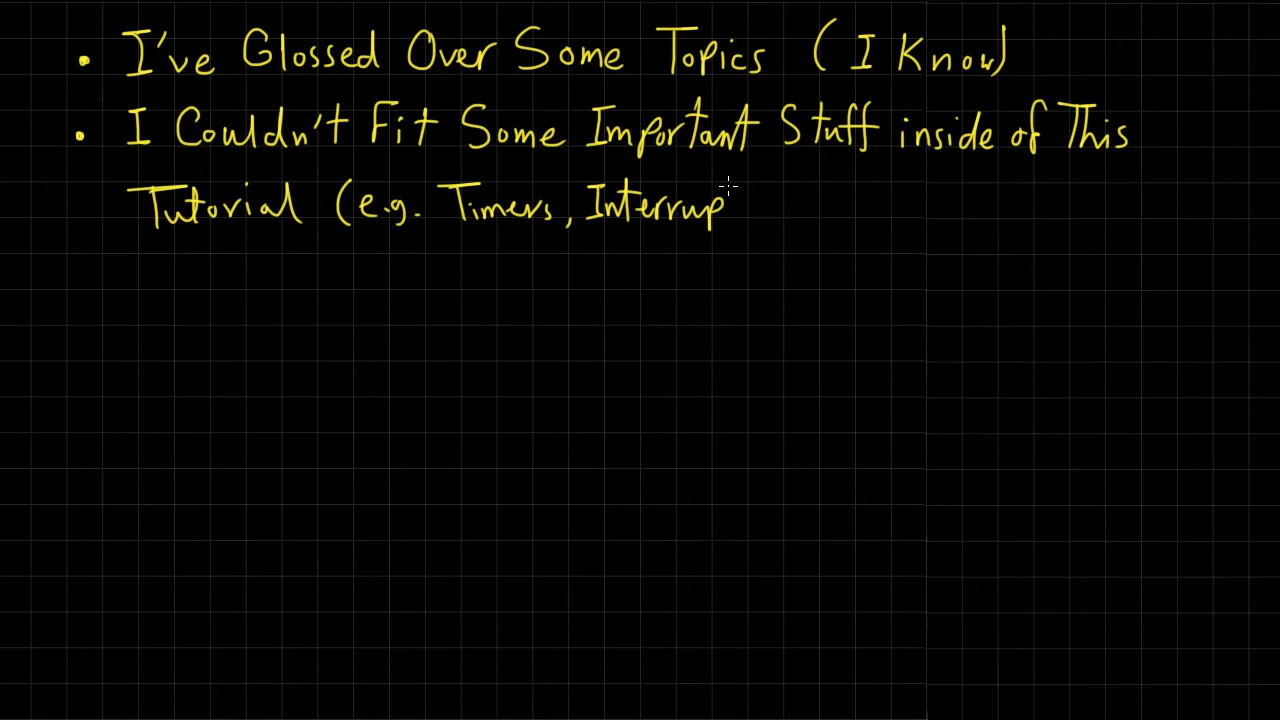 • I've Glossed Over Some Topics (I Know)
• I Couldn't Fit Some Important Stuff inside of This
Tutorial (e.g. Timers, Interrup